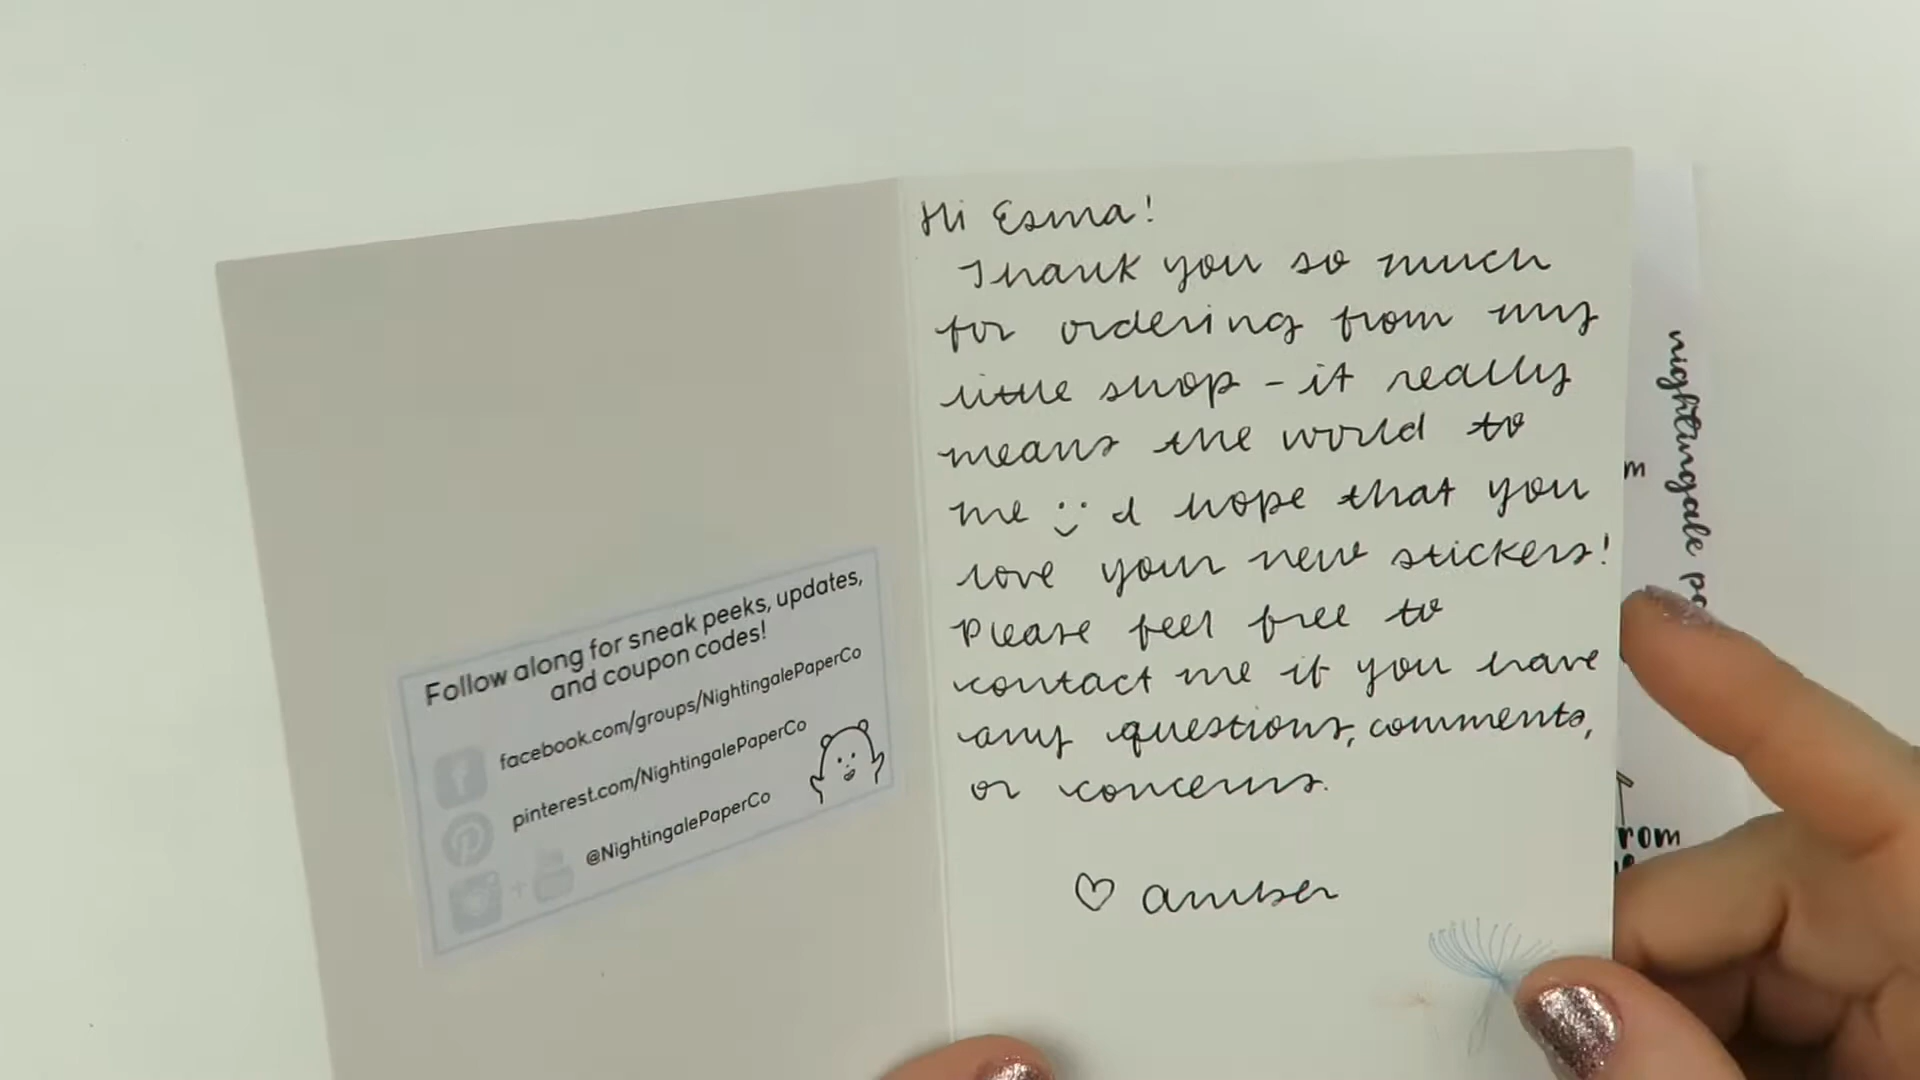 Follow along for sneak peeks, updates,
and coupon codes!
facebook.com/groups/NightingalePaperCo
pinterest.com/NightingalePaperCo
@NightingalePaperCo
Hi Esma!
Thank you so much
for ordering from my
little shop - it really
means the world to
me :) I hope that you
love your new stickers!
Please feel free to
contact me if you have
any questions, comments,
or concerns.
♡ amber
nightingale
rom